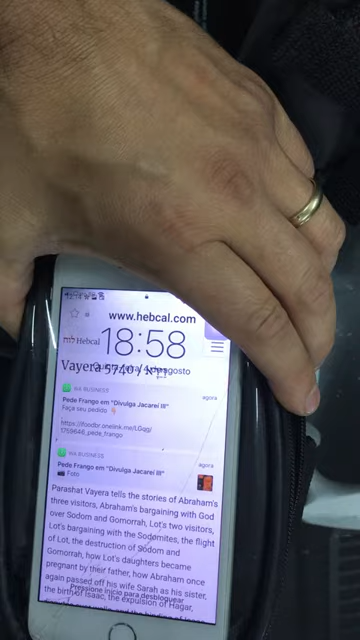 www.hebcal.com
Hebcal
18:58
Vayera 5740 /
agosto
WA BUSINESS
agora
Pede Frango em "Divulga Jacareí III"
Faça seu pedido 👇🏻
https://foodbr.onelink.me/LGqg/
1759646_pede_frango
WA BUSINESS
agora
Pede Frango em "Divulga Jacareí III"
📷 Foto
Parashat Vayera tells the stories of Abraham's
three visitors, Abraham's bargaining with God
over Sodom and Gomorrah, Lot's two visitors,
Lot's bargaining with the Sodomites, the flight
of Lot, the destruction of Sodom and
Gomorrah, how Lot's daughters became
pregnant by their father, how Abraham once
again passed off his wife Sarah as his sister,
Pressione início para desbloquear
the birth of Isaac, the expulsion of Hagar,